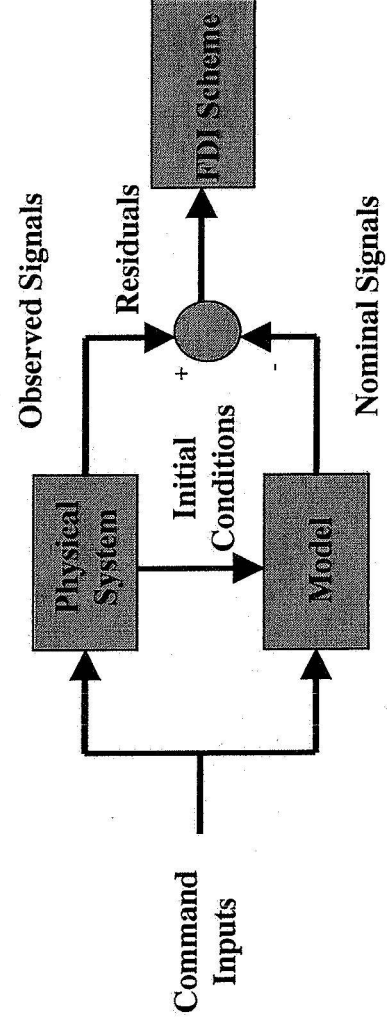 Command
Inputs
Physical
System
Initial
Conditions
Model
Observed Signals
+
-
Residuals
Nominal Signals
FDI Scheme